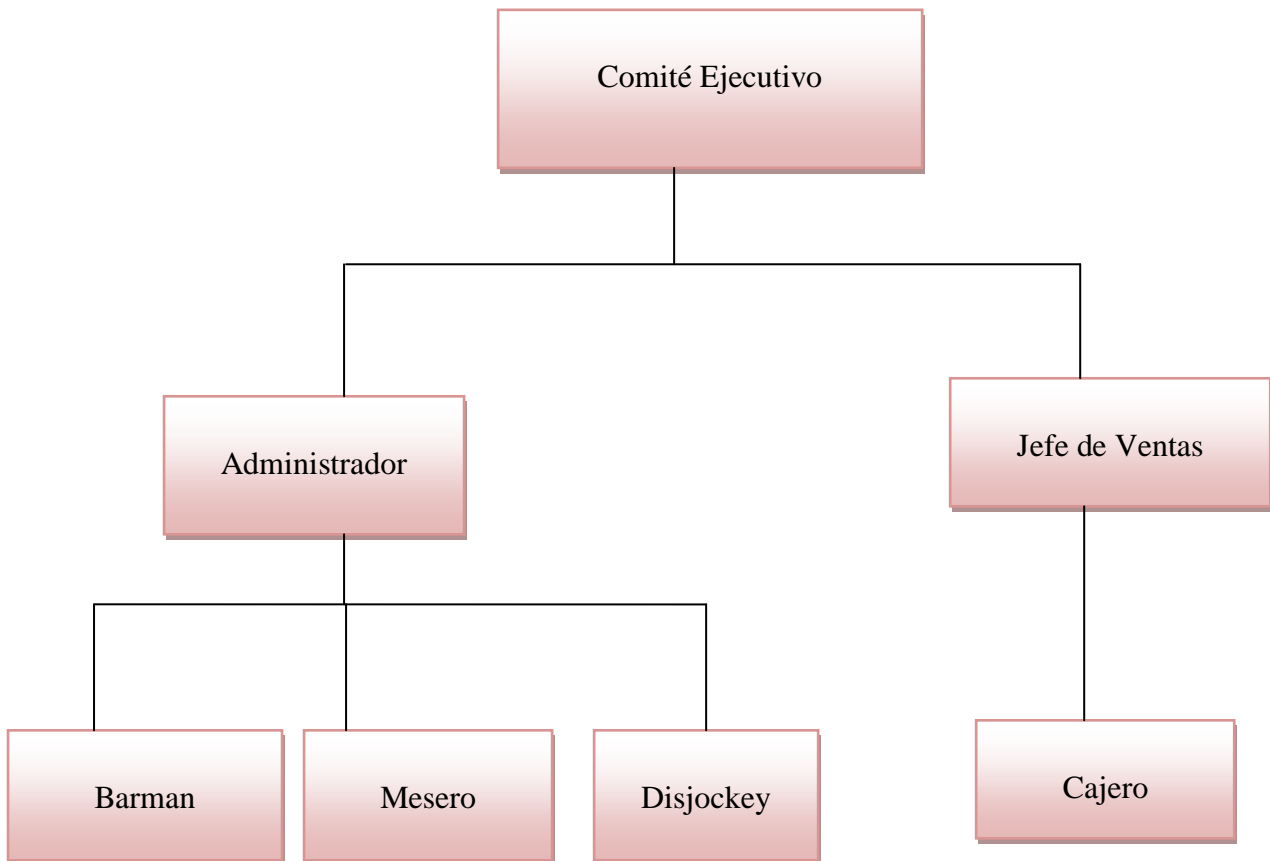 Comité Ejecutivo
Administrador
Jefe de Ventas
Barman
Mesero
Disjockey
Cajero